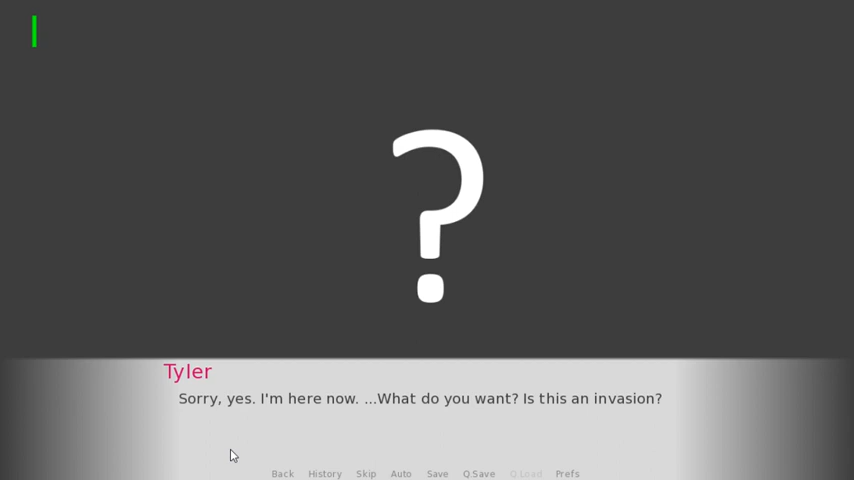 ?
Tyler
Sorry, yes. I'm here now. ...What do you want? Is this an invasion?
Back History Skip Auto Save Q.Save Q.Load Prefs